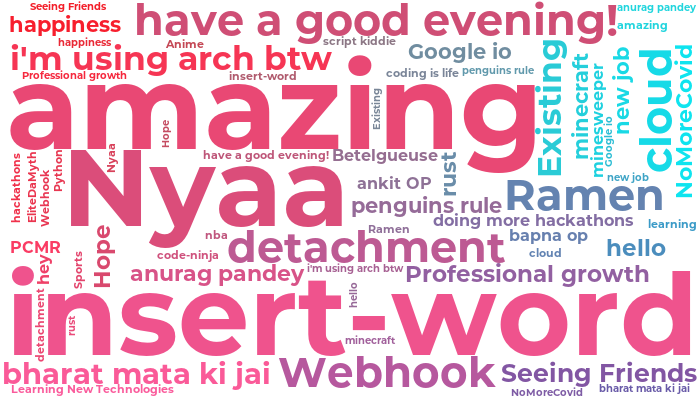 Seeing Friends
have a good evening!
anurag pandey
happiness
amazing
happiness
Anime
script kiddie
i'm using arch btw
Google io
Professional growth
insert-word
coding is life
penguins rule
Existing
minecraft
minesweeper
Google io
new job
cloud
NoMoreCovid
amazing
Existing
Hope
hackathons
EliteDaMyth
Webhook
Python
Nyaa
Nyaa
have a good evening!
Betelgueuse
rust
ankit OP
new job
Ramen
penguins rule
doing more hackathons
learning
Ramen
bapna op
nba
PCMR
hey
Sports
Hope
code-ninja
detachment
cloud
hello
anurag pandey
i'm using arch btw
Professional growth
insert-word
detachment
rust
hello
minecraft
bharat mata ki jai
Webhook
Seeing Friends
Learning New Technologies
NoMoreCovid
bharat mata ki jai